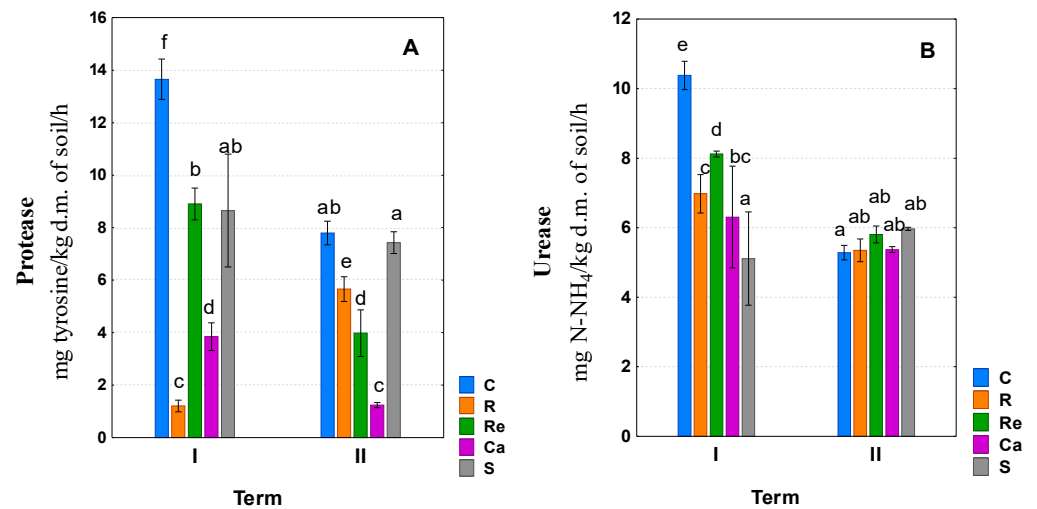 A
Protease
mg tyrosine/kg d.m. of soil/h
16
14
12
10
8
6
4
2
0
f
c
b
d
ab
ab
e
d
c
a
I
II
Term
C
R
Re
Ca
S
B
Urease
mg N-NH4/kg d.m. of soil/h
12
10
8
6
4
2
0
e
c
d
bc
a
a
ab
ab
ab
ab
I
II
Term
C
R
Re
Ca
S